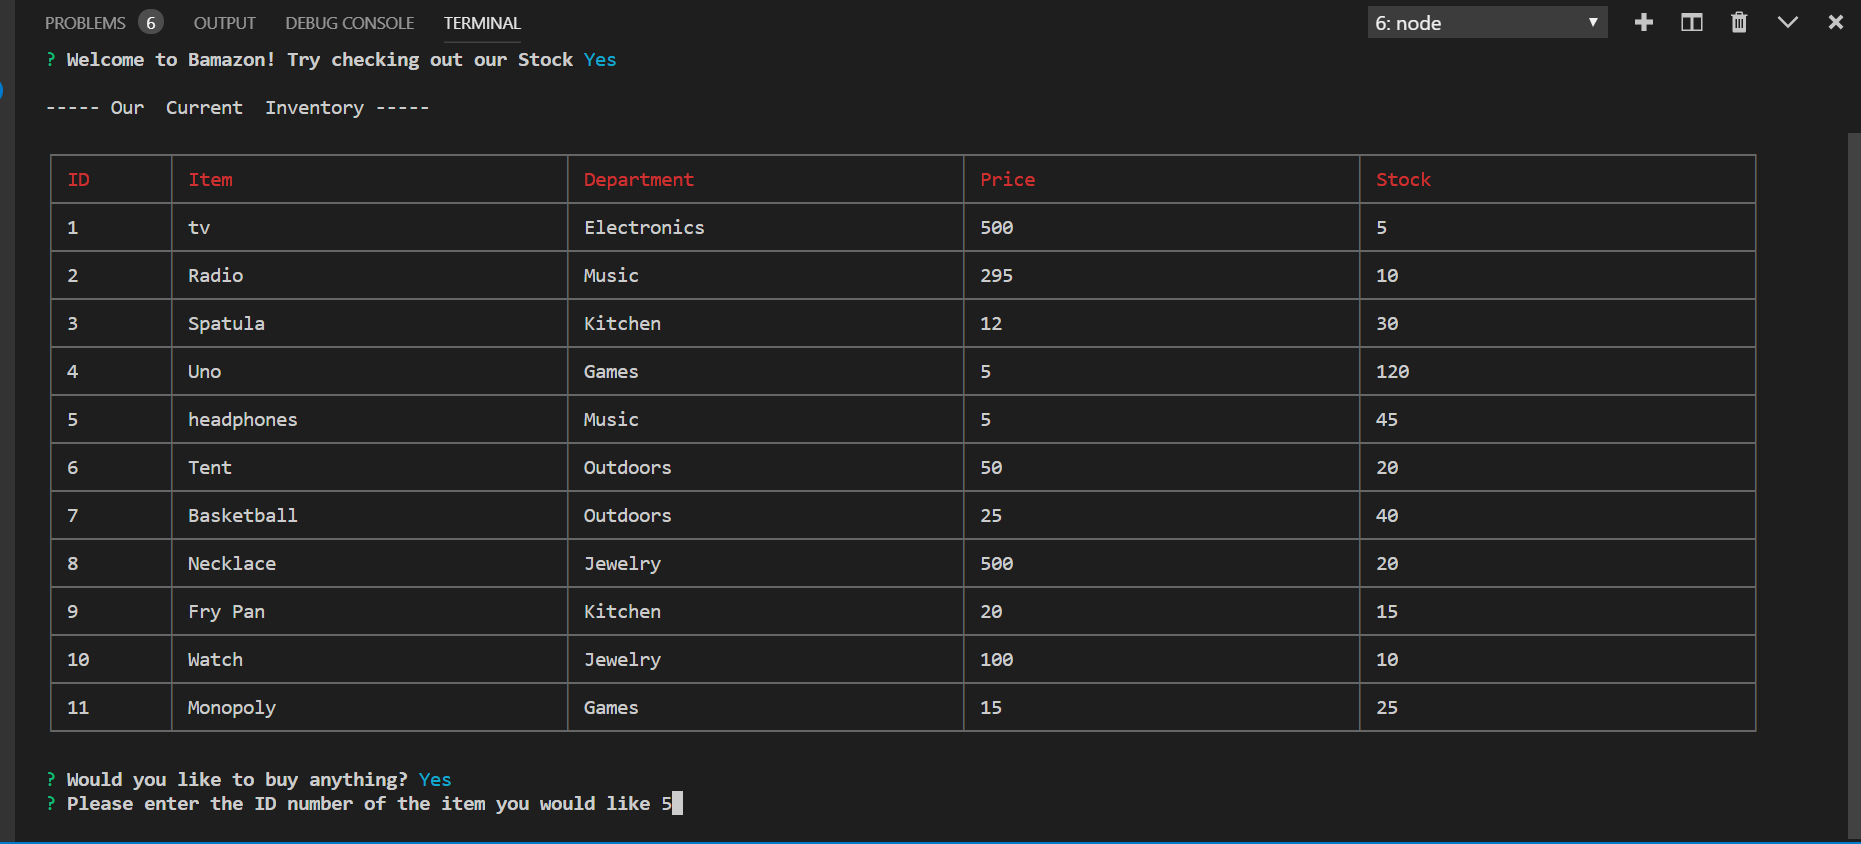 PROBLEMS 6 OUTPUT DEBUG CONSOLE TERMINAL 6: node
? Welcome to Bamazon! Try checking out our Stock Yes
----- Our  Current  Inventory -----
ID Item Department Price Stock
1 tv Electronics 500 5
2 Radio Music 295 10
3 Spatula Kitchen 12 30
4 Uno Games 5 120
5 headphones Music 5 45
6 Tent Outdoors 50 20
7 Basketball Outdoors 25 40
8 Necklace Jewelry 500 20
9 Fry Pan Kitchen 20 15
10 Watch Jewelry 100 10
11 Monopoly Games 15 25
? Would you like to buy anything? Yes
? Please enter the ID number of the item you would like 5